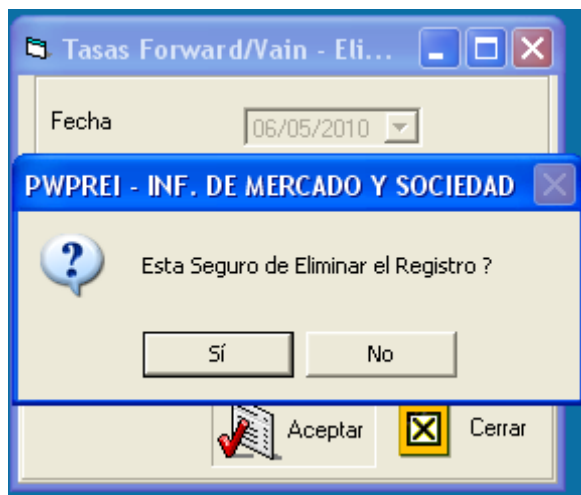 Tasas Forward/Vain - Eli...
Fecha
06/05/2010
PWPREI - INF. DE MERCADO Y SOCIEDAD
Esta Seguro de Eliminar el Registro ?
Sí
No
Aceptar
Cerrar